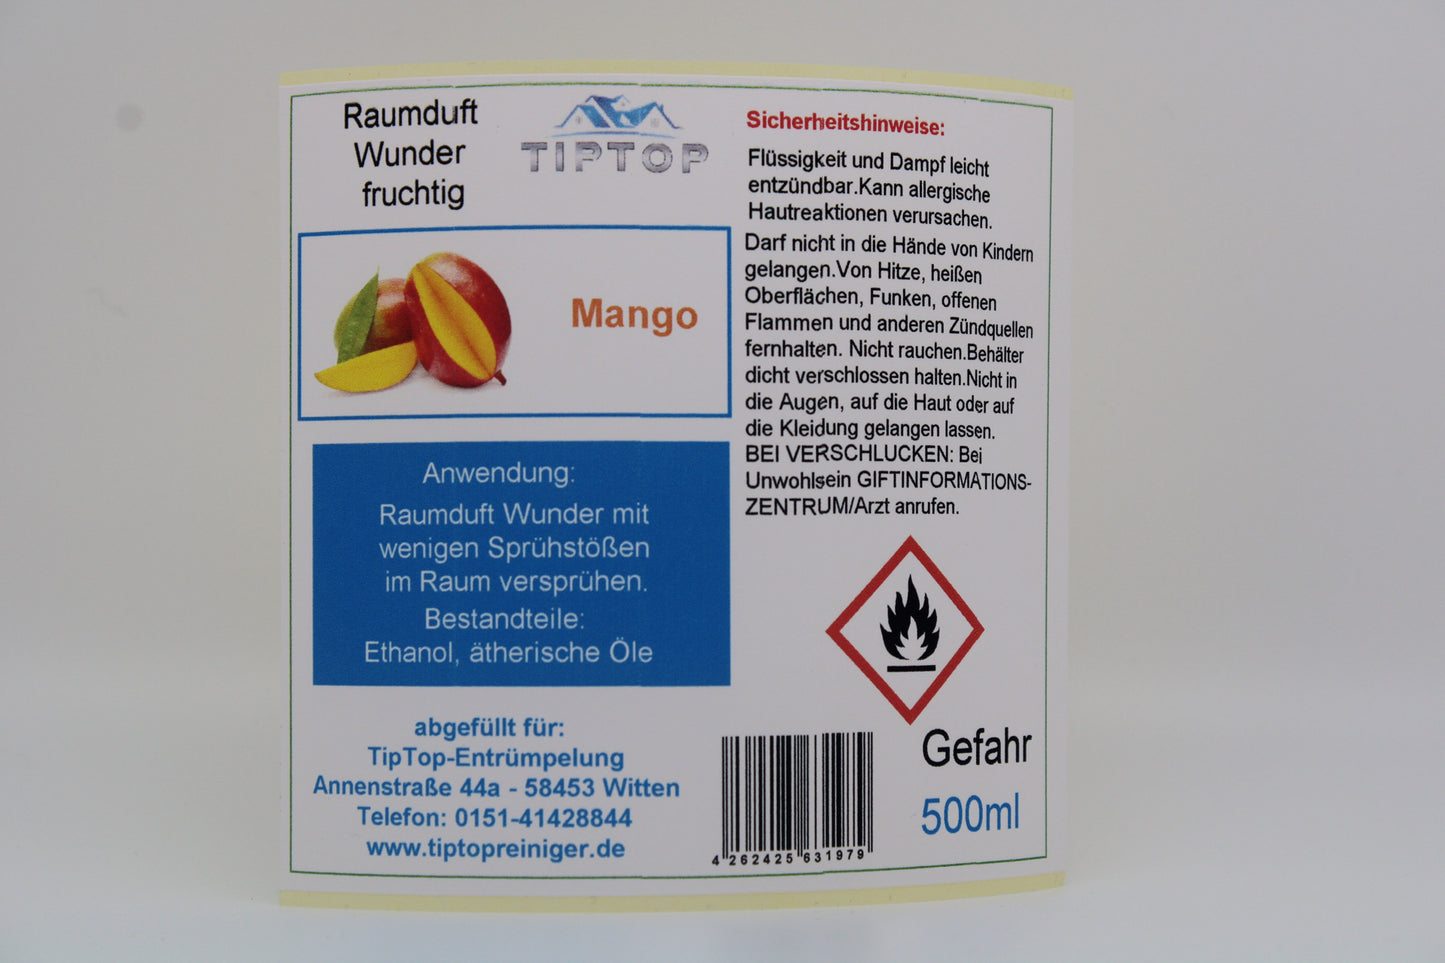 Raumduft
Wunder
fruchtig
TIPTOP
Mango
Anwendung:
Raumduft Wunder mit
wenigen Sprühstößen
im Raum versprühen.
Bestandteile:
Ethanol, ätherische Öle
abgefüllt für:
TipTop-Entrümpelung
Annenstraße 44a - 58453 Witten
Telefon: 0151-41428844
www.tiptopreiniger.de
Sicherheitshinweise:
Flüssigkeit und Dampf leicht
entzündbar.Kann allergische
Hautreaktionen verursachen.
Darf nicht in die Hände von Kindern
gelangen.Von Hitze, heißen
Oberflächen, Funken, offenen
Flammen und anderen Zündquellen
fernhalten. Nicht rauchen.Behälter
dicht verschlossen halten.Nicht in
die Augen, auf die Haut oder auf
die Kleidung gelangen lassen.
BEI VERSCHLUCKEN: Bei
Unwohlsein GIFTINFORMATIONS-
ZENTRUM/Arzt anrufen.
Gefahr
500ml
4 262425 631979